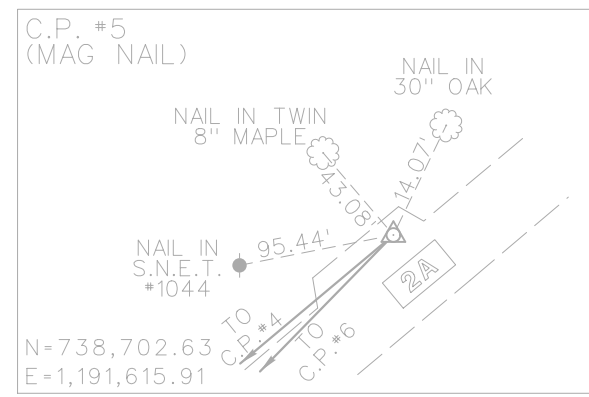 C.P. #5
(MAG NAIL)
NAIL IN
30" OAK
NAIL IN TWIN
8" MAPLE
14.07'
43.08'
95.44'
NAIL IN
S.N.E.T.
#1044
2A
TO
C.P. #4
TO
C.P. #6
N=738,702.63
E=1,191,615.91